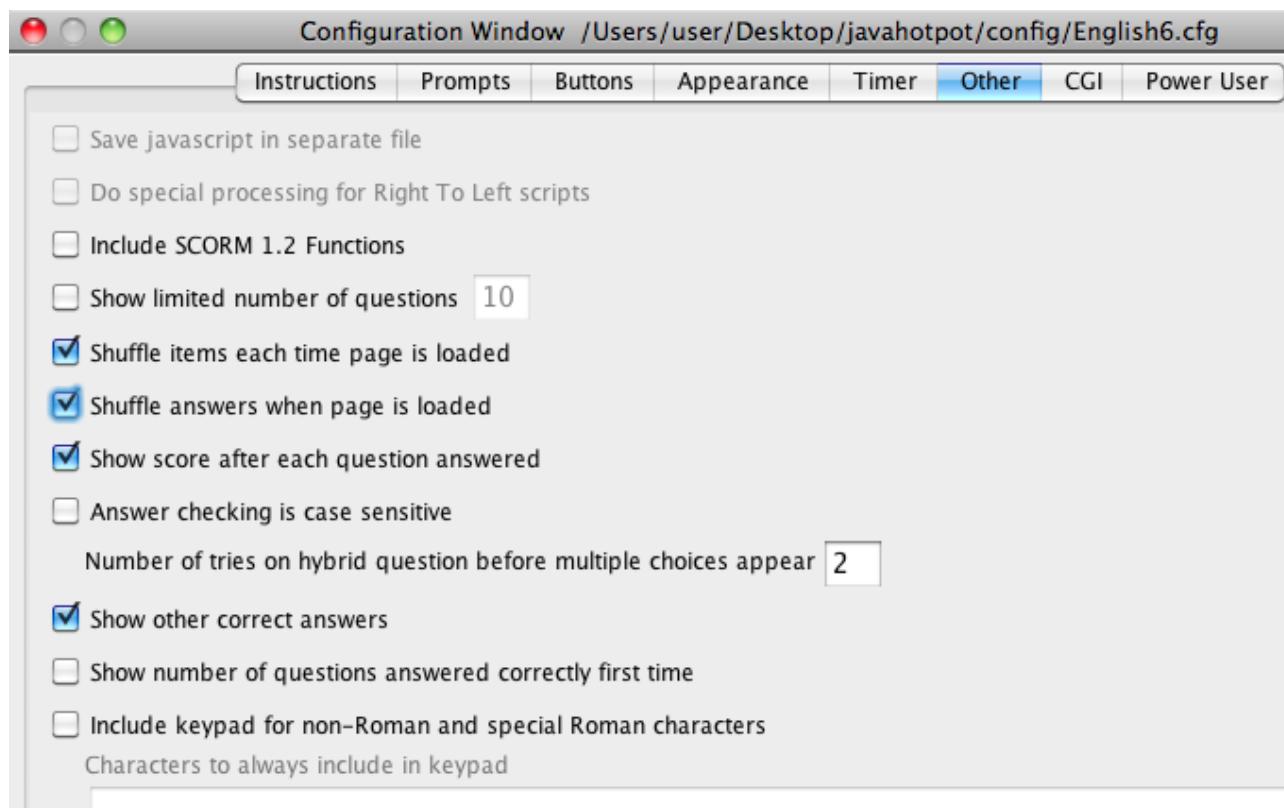 Configuration Window /Users/user/Desktop/javahotpot/config/English6.cfg
Instructions Prompts Buttons Appearance Timer Other CGI Power User
Save javascript in separate file
Do special processing for Right To Left scripts
Include SCORM 1.2 Functions
Show limited number of questions 10
Shuffle items each time page is loaded
Shuffle answers when page is loaded
Show score after each question answered
Answer checking is case sensitive
Number of tries on hybrid question before multiple choices appear 2
Show other correct answers
Show number of questions answered correctly first time
Include keypad for non-Roman and special Roman characters
Characters to always include in keypad